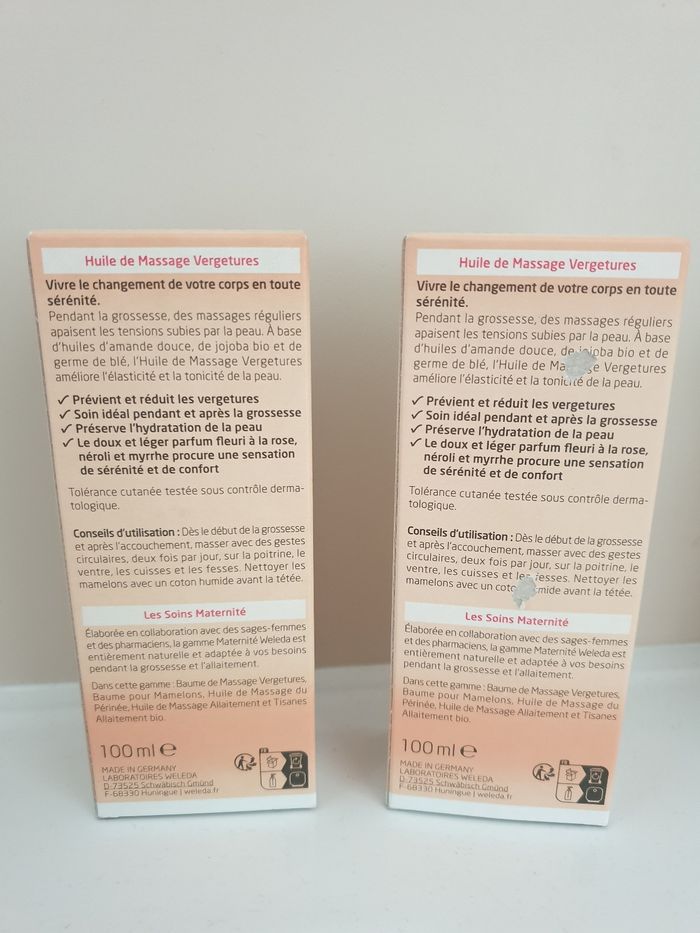 Huile de Massage Vergetures
Vivre le changement de votre corps en toute
sérénité.
Pendant la grossesse, des massages réguliers
apaisent les tensions subies par la peau. À base
d'huiles d'amande douce, de jojoba bio et de
germe de blé, l'Huile de Massage Vergetures
améliore l'élasticité et la tonicité de la peau.
✓ Prévient et réduit les vergetures
✓ Soin idéal pendant et après la grossesse
✓ Préserve l'hydratation de la peau
✓ Le doux et léger parfum fleuri à la rose,
néroli et myrrhe procure une sensation
de sérénité et de confort
Tolérance cutanée testée sous contrôle derma-
tologique.
Conseils d'utilisation : Dès le début de la grossesse
et après l'accouchement, masser avec des gestes
circulaires, deux fois par jour, sur la poitrine, le
ventre, les cuisses et les fesses. Nettoyer les
mamelons avec un coton humide avant la tétée.
Les Soins Maternité
Élaborée en collaboration avec des sages-femmes
et des pharmaciens, la gamme Maternité Weleda est
entièrement naturelle et adaptée à vos besoins
pendant la grossesse et l'allaitement.
Dans cette gamme : Baume de Massage Vergetures,
Baume pour Mamelons, Huile de Massage du
Périnée, Huile de Massage Allaitement et Tisanes
Allaitement bio.
100 ml ℮
MADE IN GERMANY
LABORATOIRES WELEDA
D-73525 Schwäbisch Gmünd
F-68330 Huningue | weleda.fr
FR
Huile de Massage Vergetures
Vivre le changement de votre corps en toute
sérénité.
Pendant la grossesse, des massages réguliers
apaisent les tensions subies par la peau. À base
d'huiles d'amande douce, de jojoba bio et de
germe de blé, l'Huile de Vergetures
améliore l'élasticité et la tonicité de la peau.
✓ Prévient et réduit les vergetures
✓ Soin idéal pendant et après la grossesse
✓ Préserve l'hydratation de la peau
✓ Le doux et léger parfum fleuri à la rose,
néroli et myrrhe procure une sensation
de sérénité et de confort
Tolérance cutanée testée sous contrôle derma-
tologique.
Conseils d'utilisation : Dès le début de la grossesse
et après l'accouchement, masser avec des gestes
circulaires, deux fois par jour, sur la poitrine, le
ventre, les cuisses et les fesses. Nettoyer les
mamelons avec un avant la tétée.
Les Soins Maternité
Élaborée en collaboration avec des sages-femmes
et des pharmaciens, la gamme Maternité Weleda est
entièrement naturelle et adaptée à vos besoins
pendant la grossesse et l'allaitement.
Dans cette gamme : Baume de Massage Vergetures,
Baume pour Mamelons, Huile de Massage du
Périnée, Huile de Massage Allaitement et Tisanes
Allaitement bio.
100 ml ℮
MADE IN GERMANY
LABORATOIRES WELEDA
D-73525 Schwäbisch Gmünd
F-68330 Huningue | weleda.fr
FR